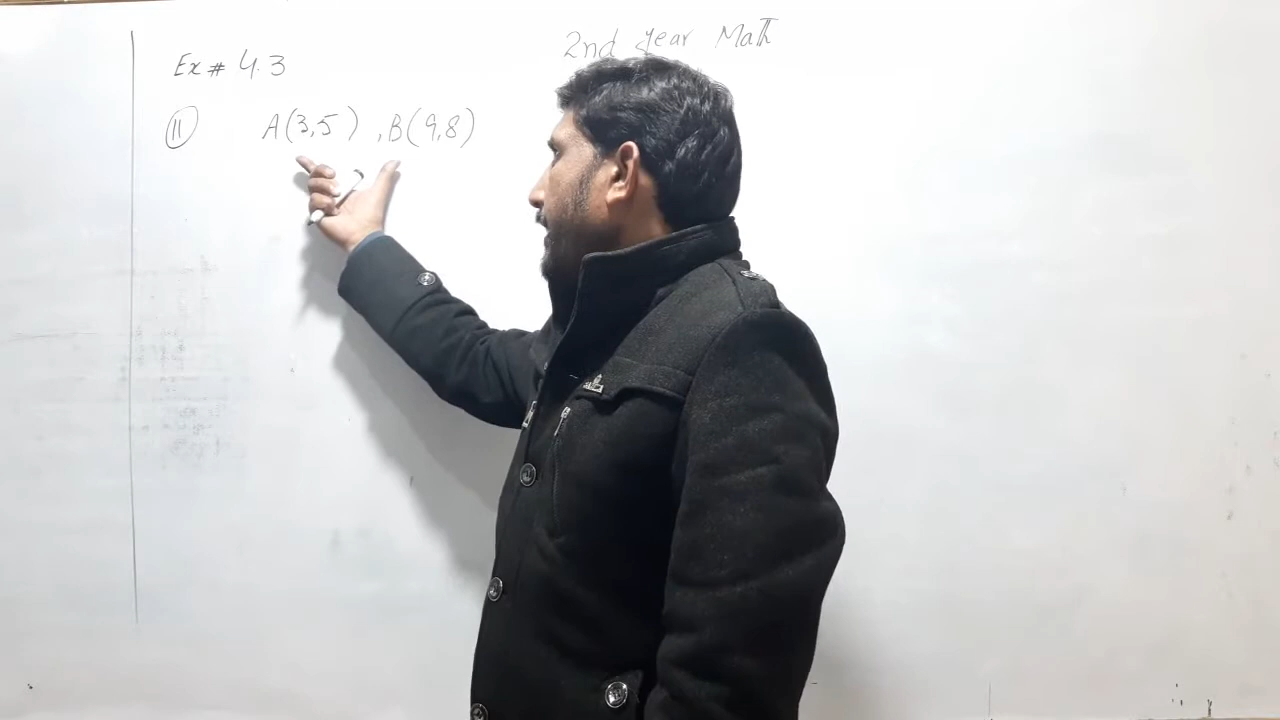 2nd year Math
Ex # 4.3
11 A(3,5) , B(9,8)